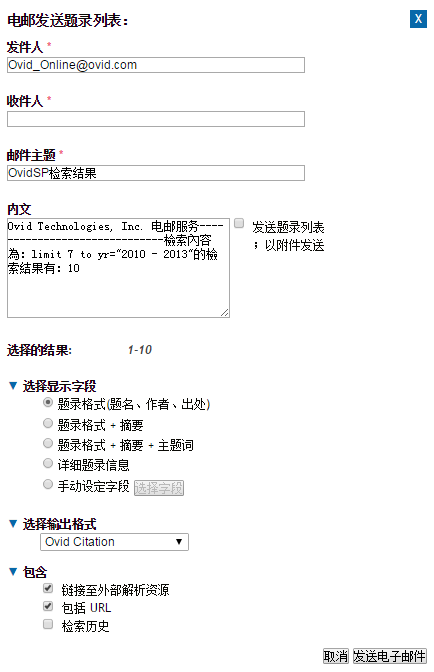 电邮发送题录列表：
X
发件人 *
Ovid_Online@ovid.com
收件人 *
邮件主题 *
OvidSP检索结果
内文
Ovid Technologies, Inc. 电邮服务---
---------------------------檢索內容
為: limit 7 to yr="2010 - 2013"的檢
索结果有: 10
发送题录列表
；以附件发送
选择的结果: 1-10
▼ 选择显示字段
题录格式(题名、作者、出处)
题录格式 + 摘要
题录格式 + 摘要 + 主题词
详细题录信息
手动设定字段 选择字段
▼ 选择输出格式
Ovid Citation
▼ 包含
链接至外部解析资源
包括 URL
检索历史
取消 发送电子邮件